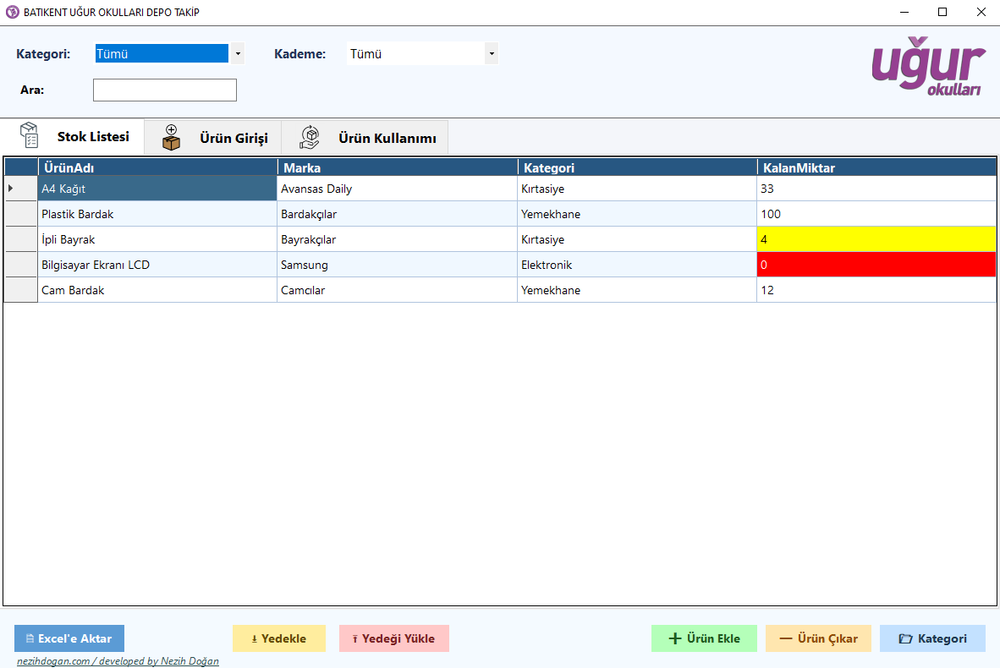 BATIKENT UĞUR OKULLARI DEPO TAKİP
Kategori: Tümü Kademe: Tümü
uğur okulları
Ara:
Stok Listesi Ürün Girişi Ürün Kullanımı
ÜrünAdı Marka Kategori KalanMiktar
A4 Kağıt Avansas Daily Kırtasiye 33
Plastik Bardak Bardakçılar Yemekhane 100
İpli Bayrak Bayrakçılar Kırtasiye 4
Bilgisayar Ekranı LCD Samsung Elektronik 0
Cam Bardak Camcılar Yemekhane 12
Excel'e Aktar Yedekle Yedeği Yükle Ürün Ekle Ürün Çıkar Kategori
nezihdogan.com / developed by Nezih Doğan